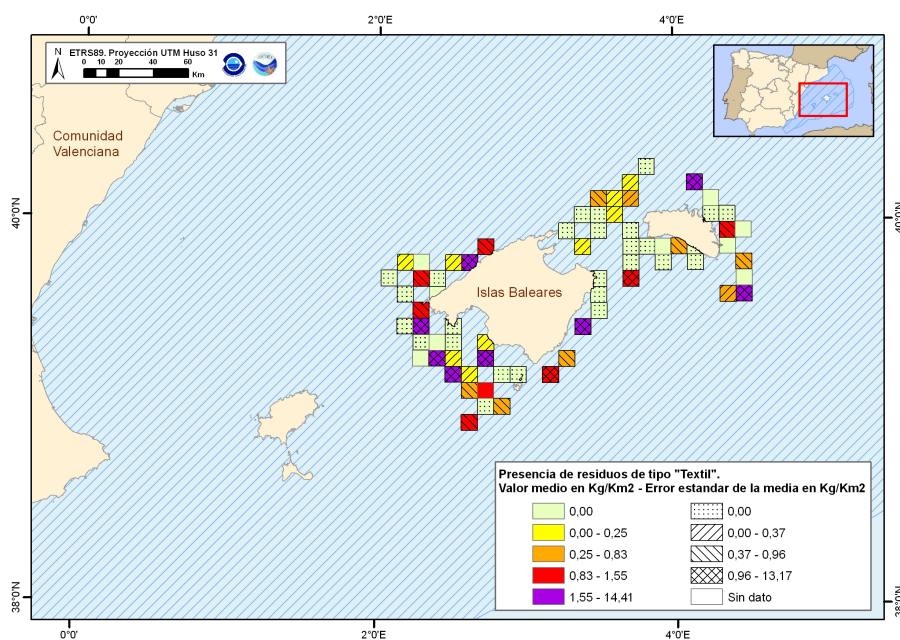 0°0' 2°0'E 4°0'E
N ETRS89. Proyección UTM Huso 31
0 10 20 40 60
Km
Comunidad
Valenciana
40°0'N 40°0'N
Islas Baleares
Presencia de residuos de tipo "Textil".
Valor medio en Kg/Km2 - Error estandar de la media en Kg/Km2
0,00 0,00
0,00 - 0,25 0,00 - 0,37
0,25 - 0,83 0,37 - 0,96
0,83 - 1,55 0,96 - 13,17
1,55 - 14,41 Sin dato
38°0'N 38°0'N
0°0' 2°0'E 4°0'E